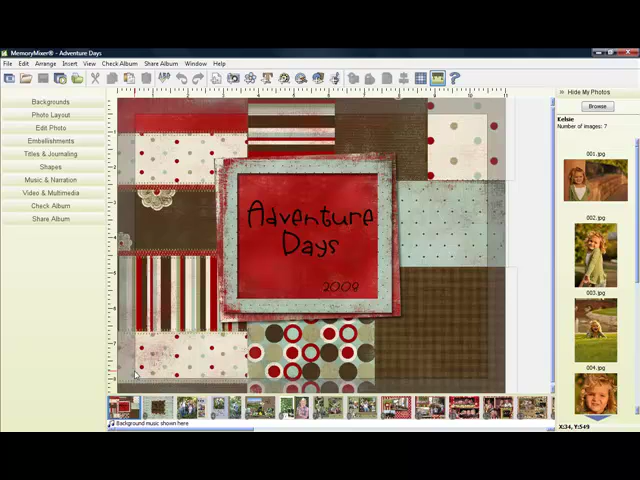 MemoryMixer® - Adventure Days
File Edit Arrange Insert View Check Album Share Album Window Help
Backgrounds
Photo Layout
Edit Photo
Embellishments
Titles & Journaling
Shapes
Music & Narration
Video & Multimedia
Check Album
Share Album
Adventure
Days
2009
Hide My Photos
Browse
Kelsie
Number of images: 7
001.jpg
002.jpg
003.jpg
004.jpg
Background music shown here
X:34, Y:549